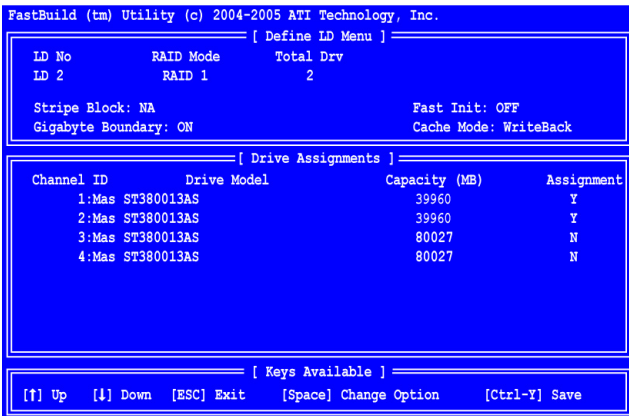 FastBuild (tm) Utility (c) 2004-2005 ATI Technology, Inc.
[ Define LD Menu ]
LD No RAID Mode Total Drv
LD 2 RAID 1 2
Stripe Block: NA Fast Init: OFF
Gigabyte Boundary: ON Cache Mode: WriteBack
[ Drive Assignments ]
Channel ID Drive Model Capacity (MB) Assignment
1:Mas ST380013AS 39960 Y
2:Mas ST380013AS 39960 Y
3:Mas ST380013AS 80027 N
4:Mas ST380013AS 80027 N
[ Keys Available ]
[↑] Up [↓] Down [ESC] Exit [Space] Change Option [Ctrl-Y] Save